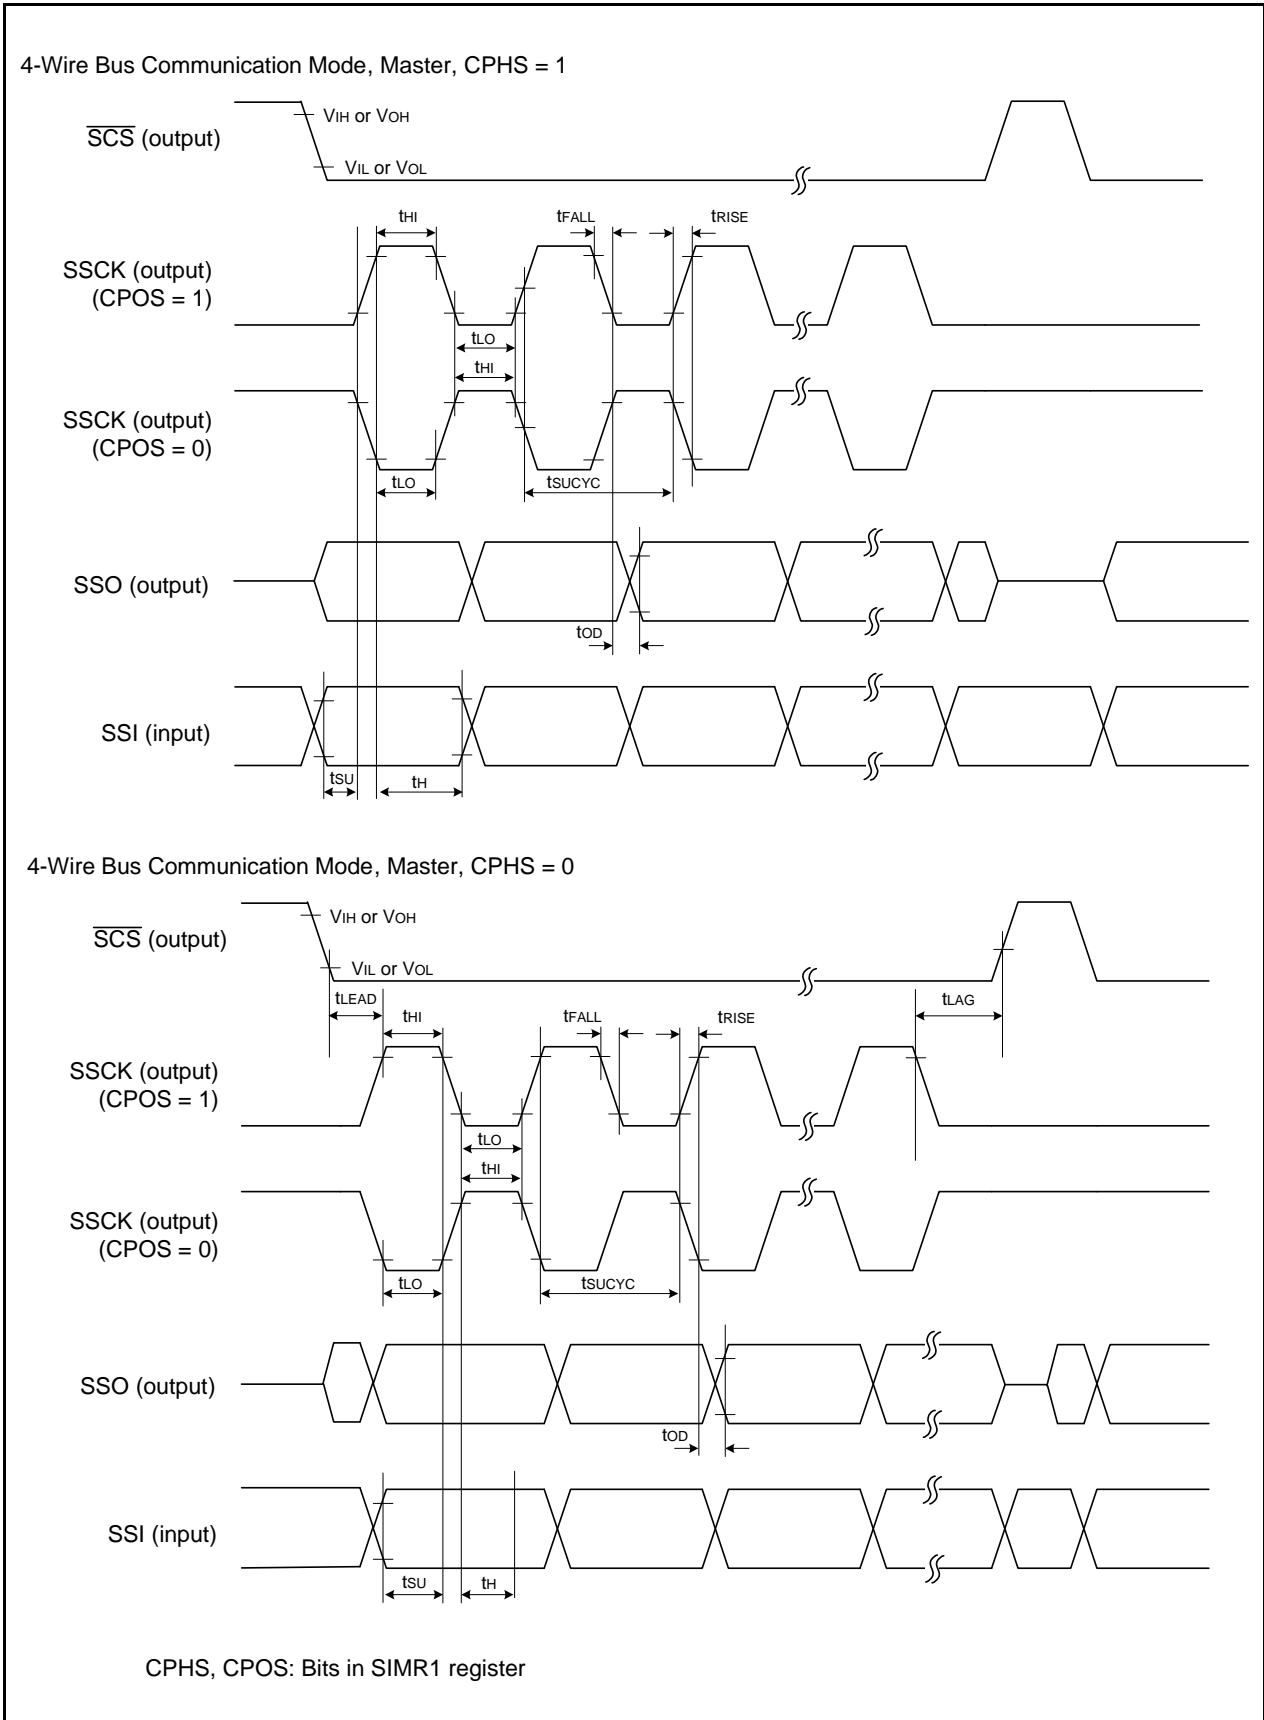 4-Wire Bus Communication Mode, Master, CPHS = 1
VIH or VOH
SCS (output)
VIL or VOL
tHI
tFALL
tRISE
SSCK (output)
(CPOS = 1)
tLO
tHI
SSCK (output)
(CPOS = 0)
tLO
tSUCYC
SSO (output)
tOD
SSI (input)
tSU
tH
4-Wire Bus Communication Mode, Master, CPHS = 0
VIH or VOH
SCS (output)
VIL or VOL
tLEAD
tHI
tFALL
tRISE
tLAG
SSCK (output)
(CPOS = 1)
tLO
tHI
SSCK (output)
(CPOS = 0)
tLO
tSUCYC
SSO (output)
tOD
SSI (input)
tSU
tH
CPHS, CPOS: Bits in SIMR1 register